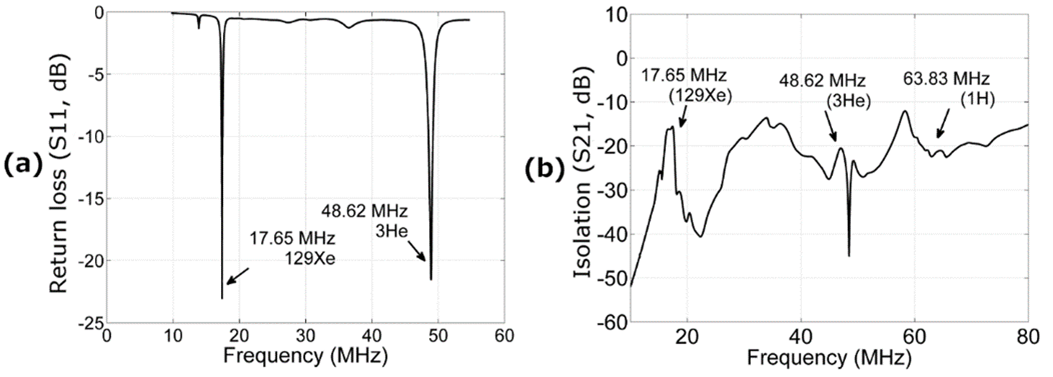 (a)
Return loss (S11, dB)
0
-5
-10
-15
-20
-25
17.65 MHz
129Xe
48.62 MHz
3He
0 10 20 30 40 50 60
Frequency (MHz)
(b)
Isolation (S21, dB)
10
0
-10
-20
-30
-40
-50
-60
17.65 MHz
(129Xe)
48.62 MHz
(3He)
63.83 MHz
(1H)
20 40 60 80
Frequency (MHz)